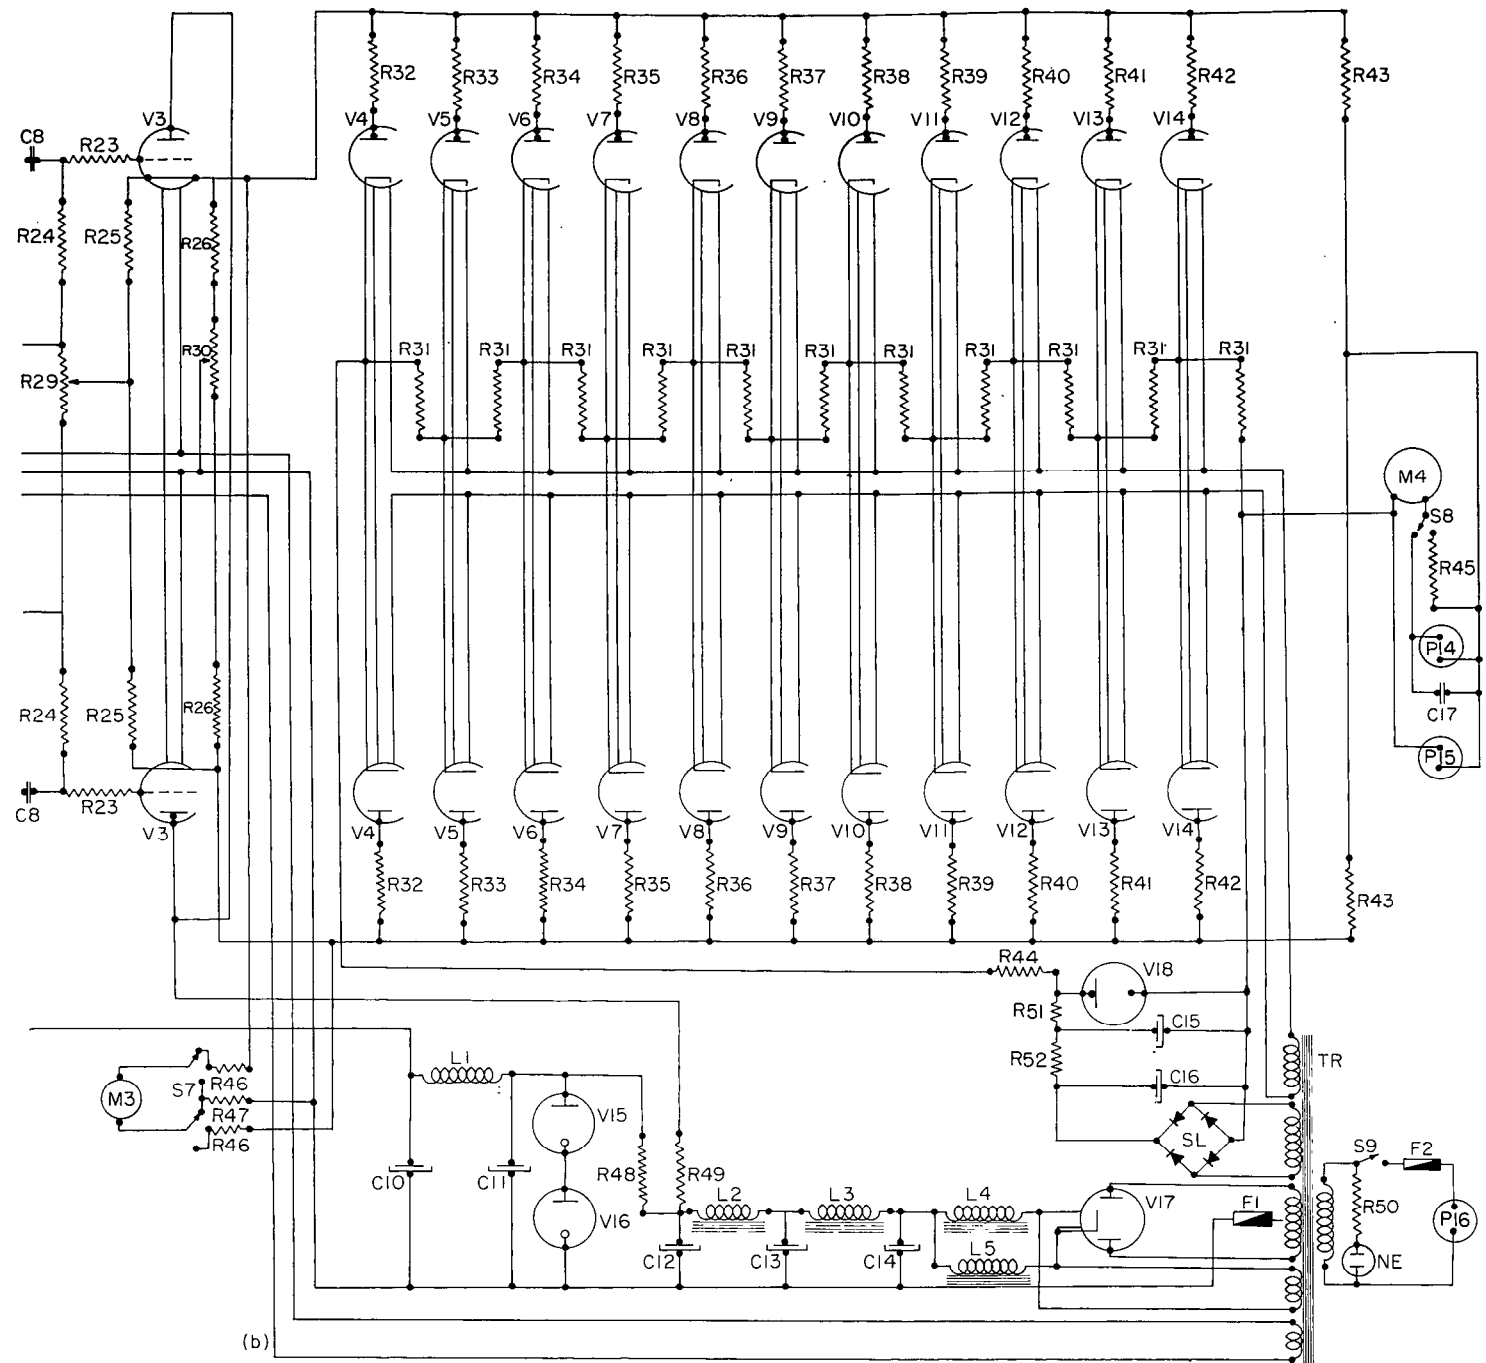 R32 R33 R34 R35 R36 R37 R38 R39 R40 R41 R42 R43
V3 V4 V5 V6 V7 V8 V9 V10 V11 V12 V13 V14
C8 R23
R24 R25 R26
R30 R31 R31 R31 R31 R31 R31 R31 R31 R31 R31 R31
R29
M4
S8
R45
P14
R24 R25 R26
C17
P15
C8 R23
V3 V4 V5 V6 V7 V8 V9 V10 V11 V12 V13 V14
R32 R33 R34 R35 R36 R37 R38 R39 R40 R41 R42 R43
R44 V18
R51 C15
R52 TR
C16
L1
R46
S7
M3
R47
R46
V15
SL
S9 F2
C10 C11 R48 R49
L2 L3 L4 V17 F1 R50
V16 P16
C12 C13 C14 L5 NE
(b)